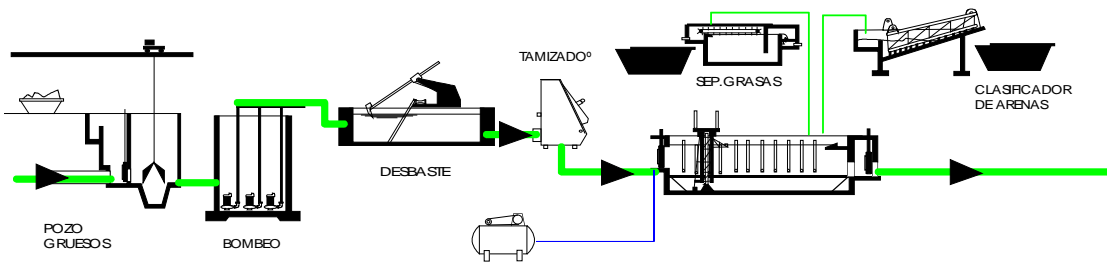 TAMIZADOº
SEP.GRASAS
CLASIFICADOR
DE ARENAS
DESBASTE
POZO
GRUESOS
BOMBEO